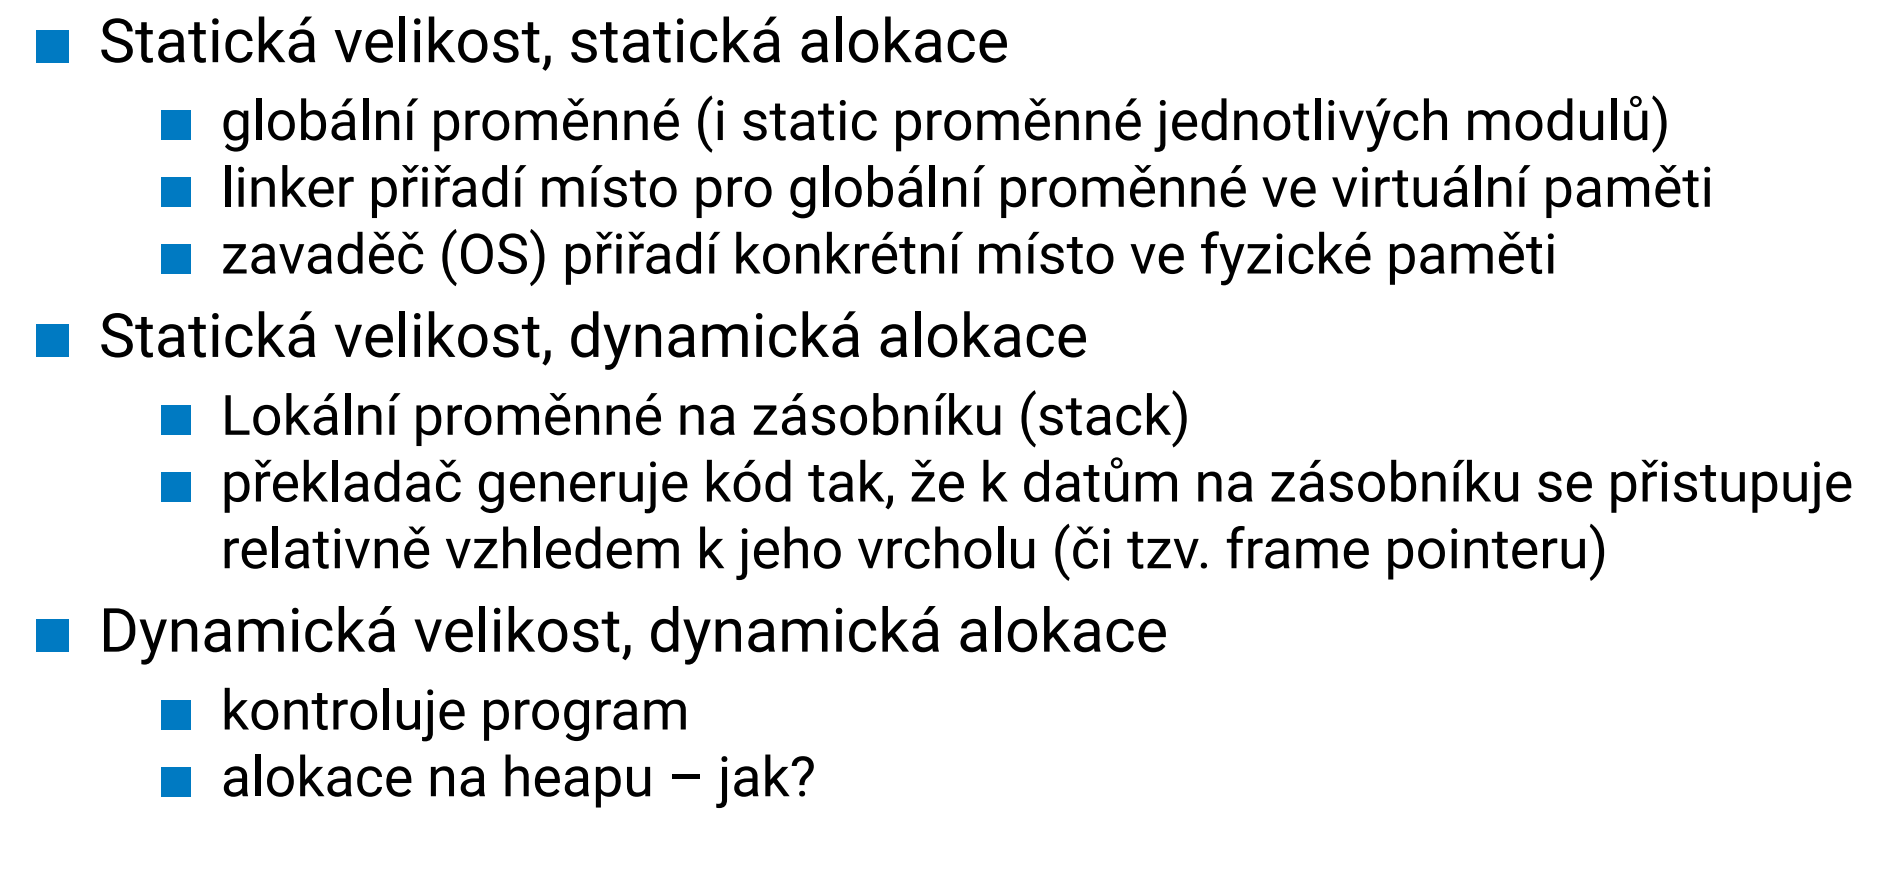 Statická velikost, statická alokace
globální proměnné (i static proměnné jednotlivých modulů)
linker přiřadí místo pro globální proměnné ve virtuální paměti
zavaděč (OS) přiřadí konkrétní místo ve fyzické paměti
Statická velikost, dynamická alokace
Lokální proměnné na zásobníku (stack)
překladač generuje kód tak, že k datům na zásobníku se přistupuje
relativně vzhledem k jeho vrcholu (či tzv. frame pointeru)
Dynamická velikost, dynamická alokace
kontroluje program
alokace na heapu – jak?